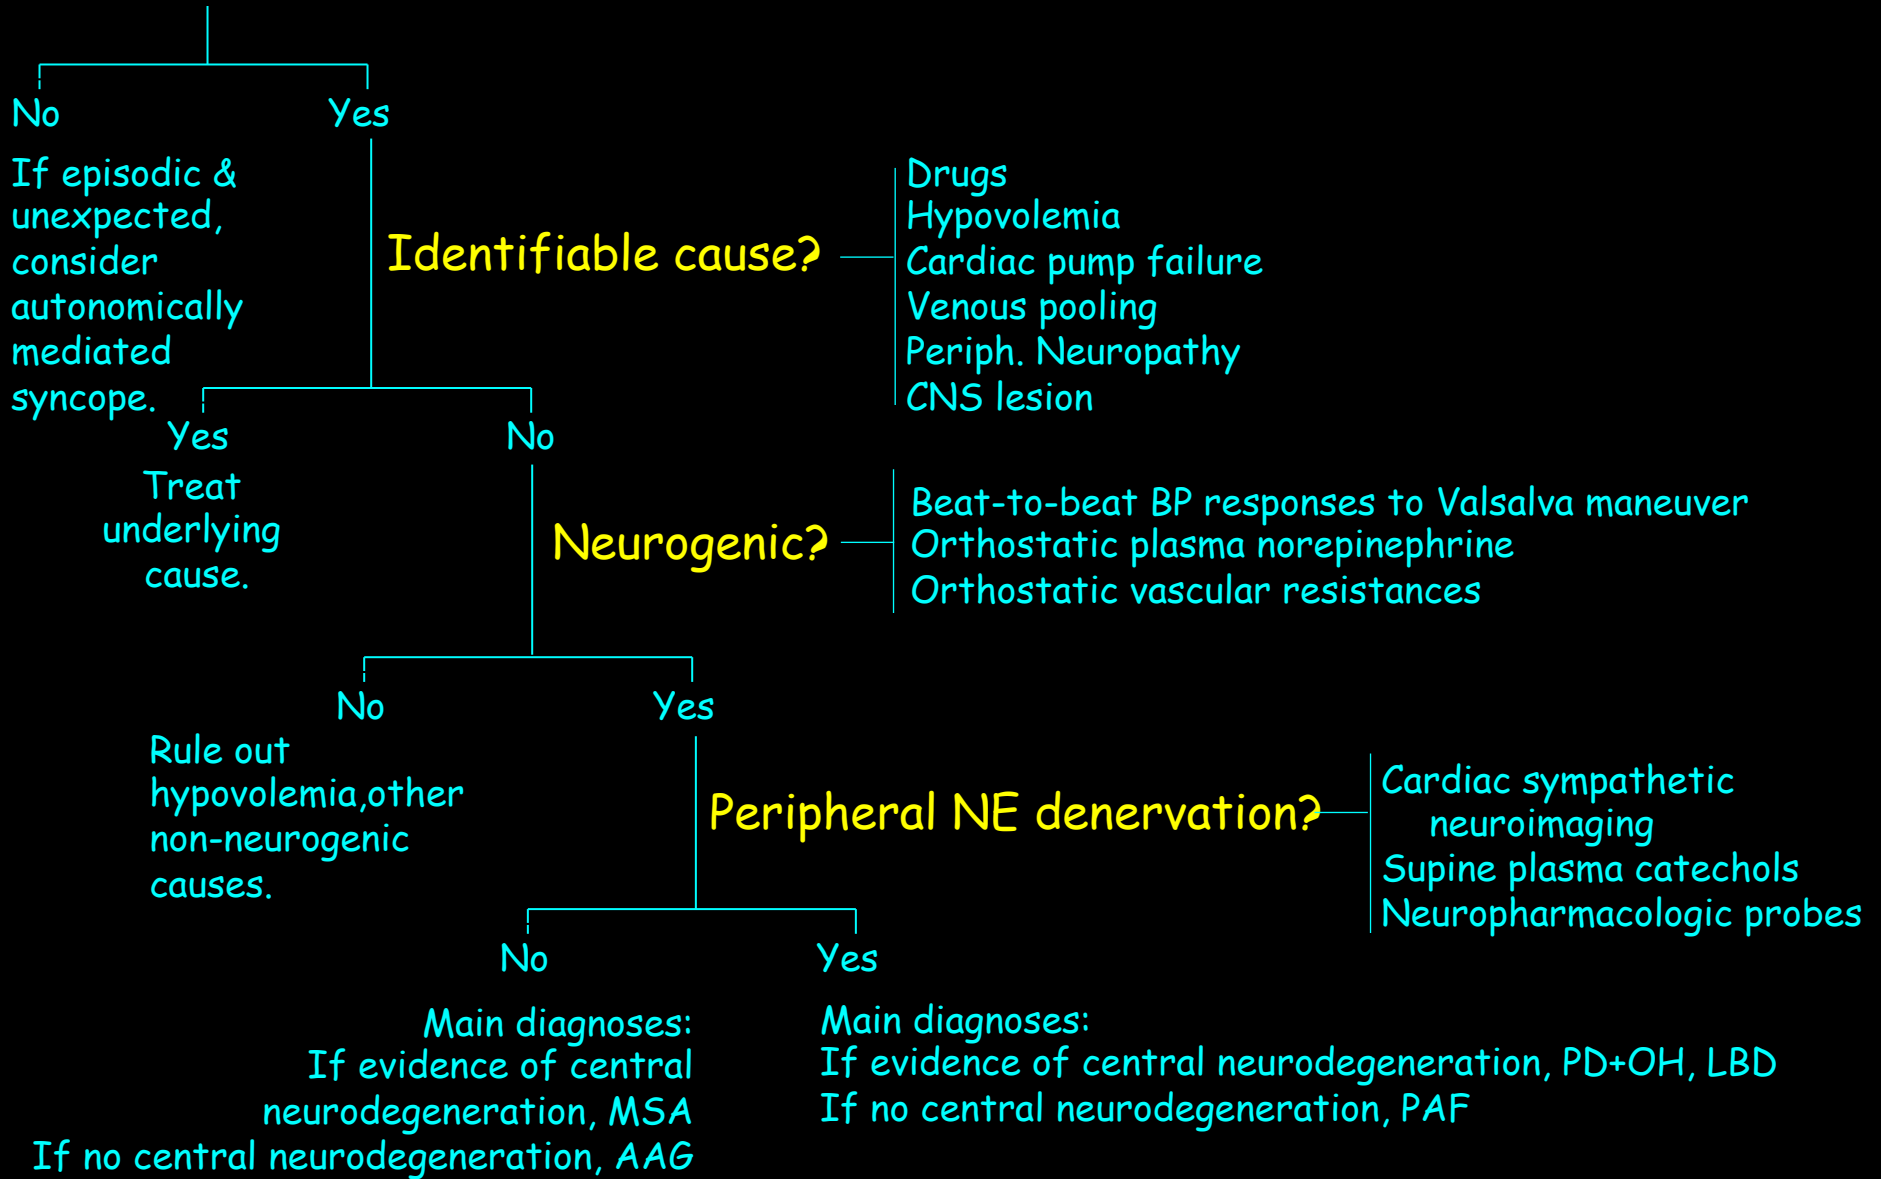 No
Yes
If episodic &
unexpected,
consider
autonomically
mediated
syncope.
Identifiable cause?
Drugs
Hypovolemia
Cardiac pump failure
Venous pooling
Periph. Neuropathy
CNS lesion
Yes
No
Treat
underlying
cause.
Neurogenic?
Beat-to-beat BP responses to Valsalva maneuver
Orthostatic plasma norepinephrine
Orthostatic vascular resistances
No
Yes
Rule out
hypovolemia,other
non-neurogenic
causes.
Peripheral NE denervation?
Cardiac sympathetic
neuroimaging
Supine plasma catechols
Neuropharmacologic probes
No
Yes
Main diagnoses:
If evidence of central
neurodegeneration, MSA
If no central neurodegeneration, AAG
Main diagnoses:
If evidence of central neurodegeneration, PD+OH, LBD
If no central neurodegeneration, PAF